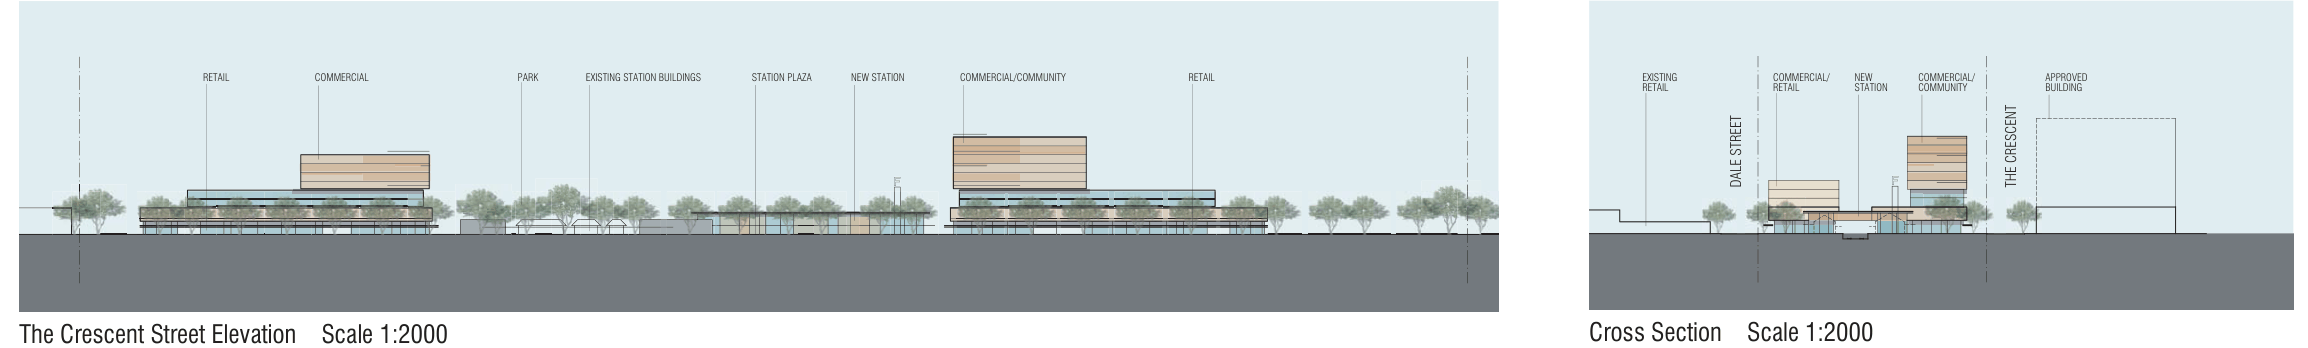 RETAIL
COMMERCIAL
PARK
EXISTING STATION BUILDINGS
STATION PLAZA
NEW STATION
COMMERCIAL/COMMUNITY
RETAIL
The Crescent Street Elevation Scale 1:2000
EXISTING
RETAIL
DALE STREET
COMMERCIAL/
RETAIL
NEW
STATION
COMMERCIAL/
COMMUNITY
THE CRESCENT
APPROVED
BUILDING
Cross Section Scale 1:2000